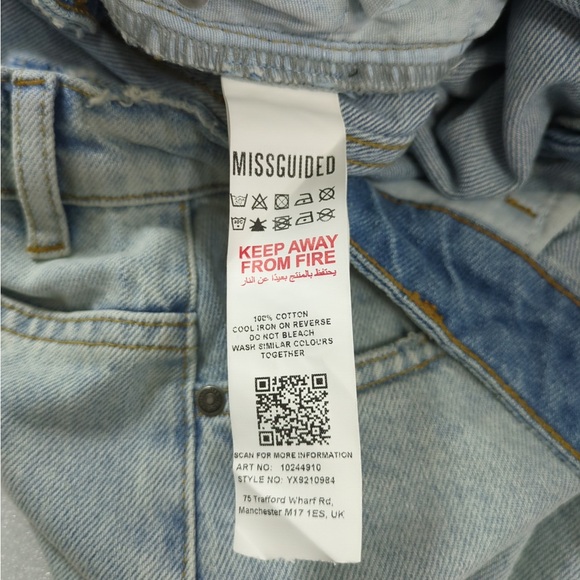 MISSGUIDED
KEEP AWAY
FROM FIRE
يحتفظ بالمنتج بعيدًا عن النار
100% COTTON
COOL IRON ON REVERSE
DO NOT BLEACH
WASH SIMILAR COLOURS
TOGETHER
SCAN FOR MORE INFORMATION
ART NO: 10244910
STYLE NO: YX9210984
75 Trafford Wharf Rd,
Manchester M17 1ES, UK